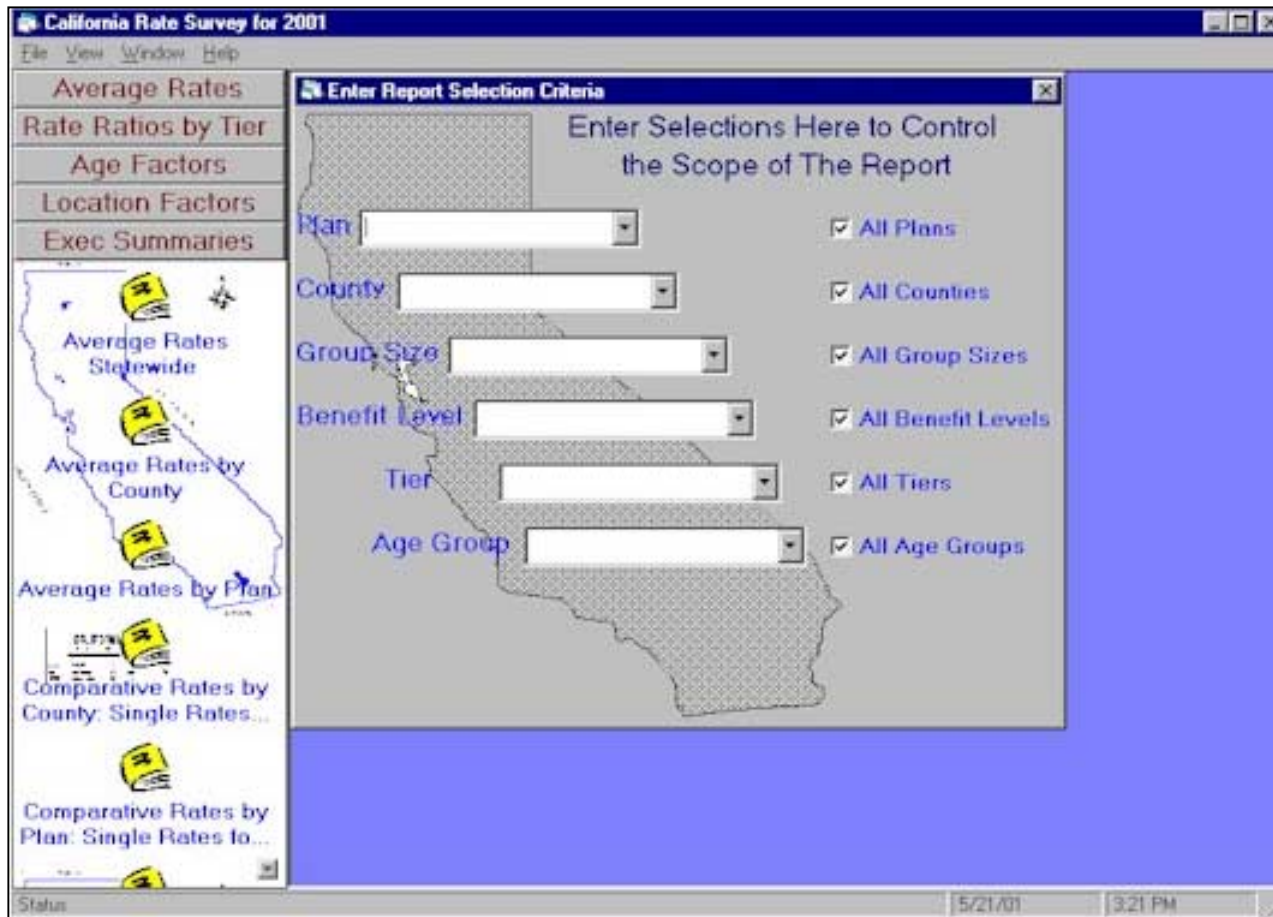 California Rate Survey for 2001
File View Window Help
Average Rates
Rate Ratios by Tier
Age Factors
Location Factors
Exec Summaries
Average Rates
Statewide
Average Rates by
County
Average Rates by Plan
Comparative Rates by
County: Single Rates...
Comparative Rates by
Plan: Single Rates fo...
Enter Report Selection Criteria
Enter Selections Here to Control
the Scope of The Report
Plan
All Plans
County
All Counties
Group Size
All Group Sizes
Benefit Level
All Benefit Levels
Tier
All Tiers
Age Group
All Age Groups
Status
5/21/01
3:21 PM